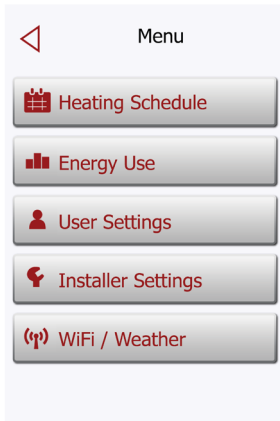 Menu
Heating Schedule
Energy Use
User Settings
Installer Settings
WiFi / Weather